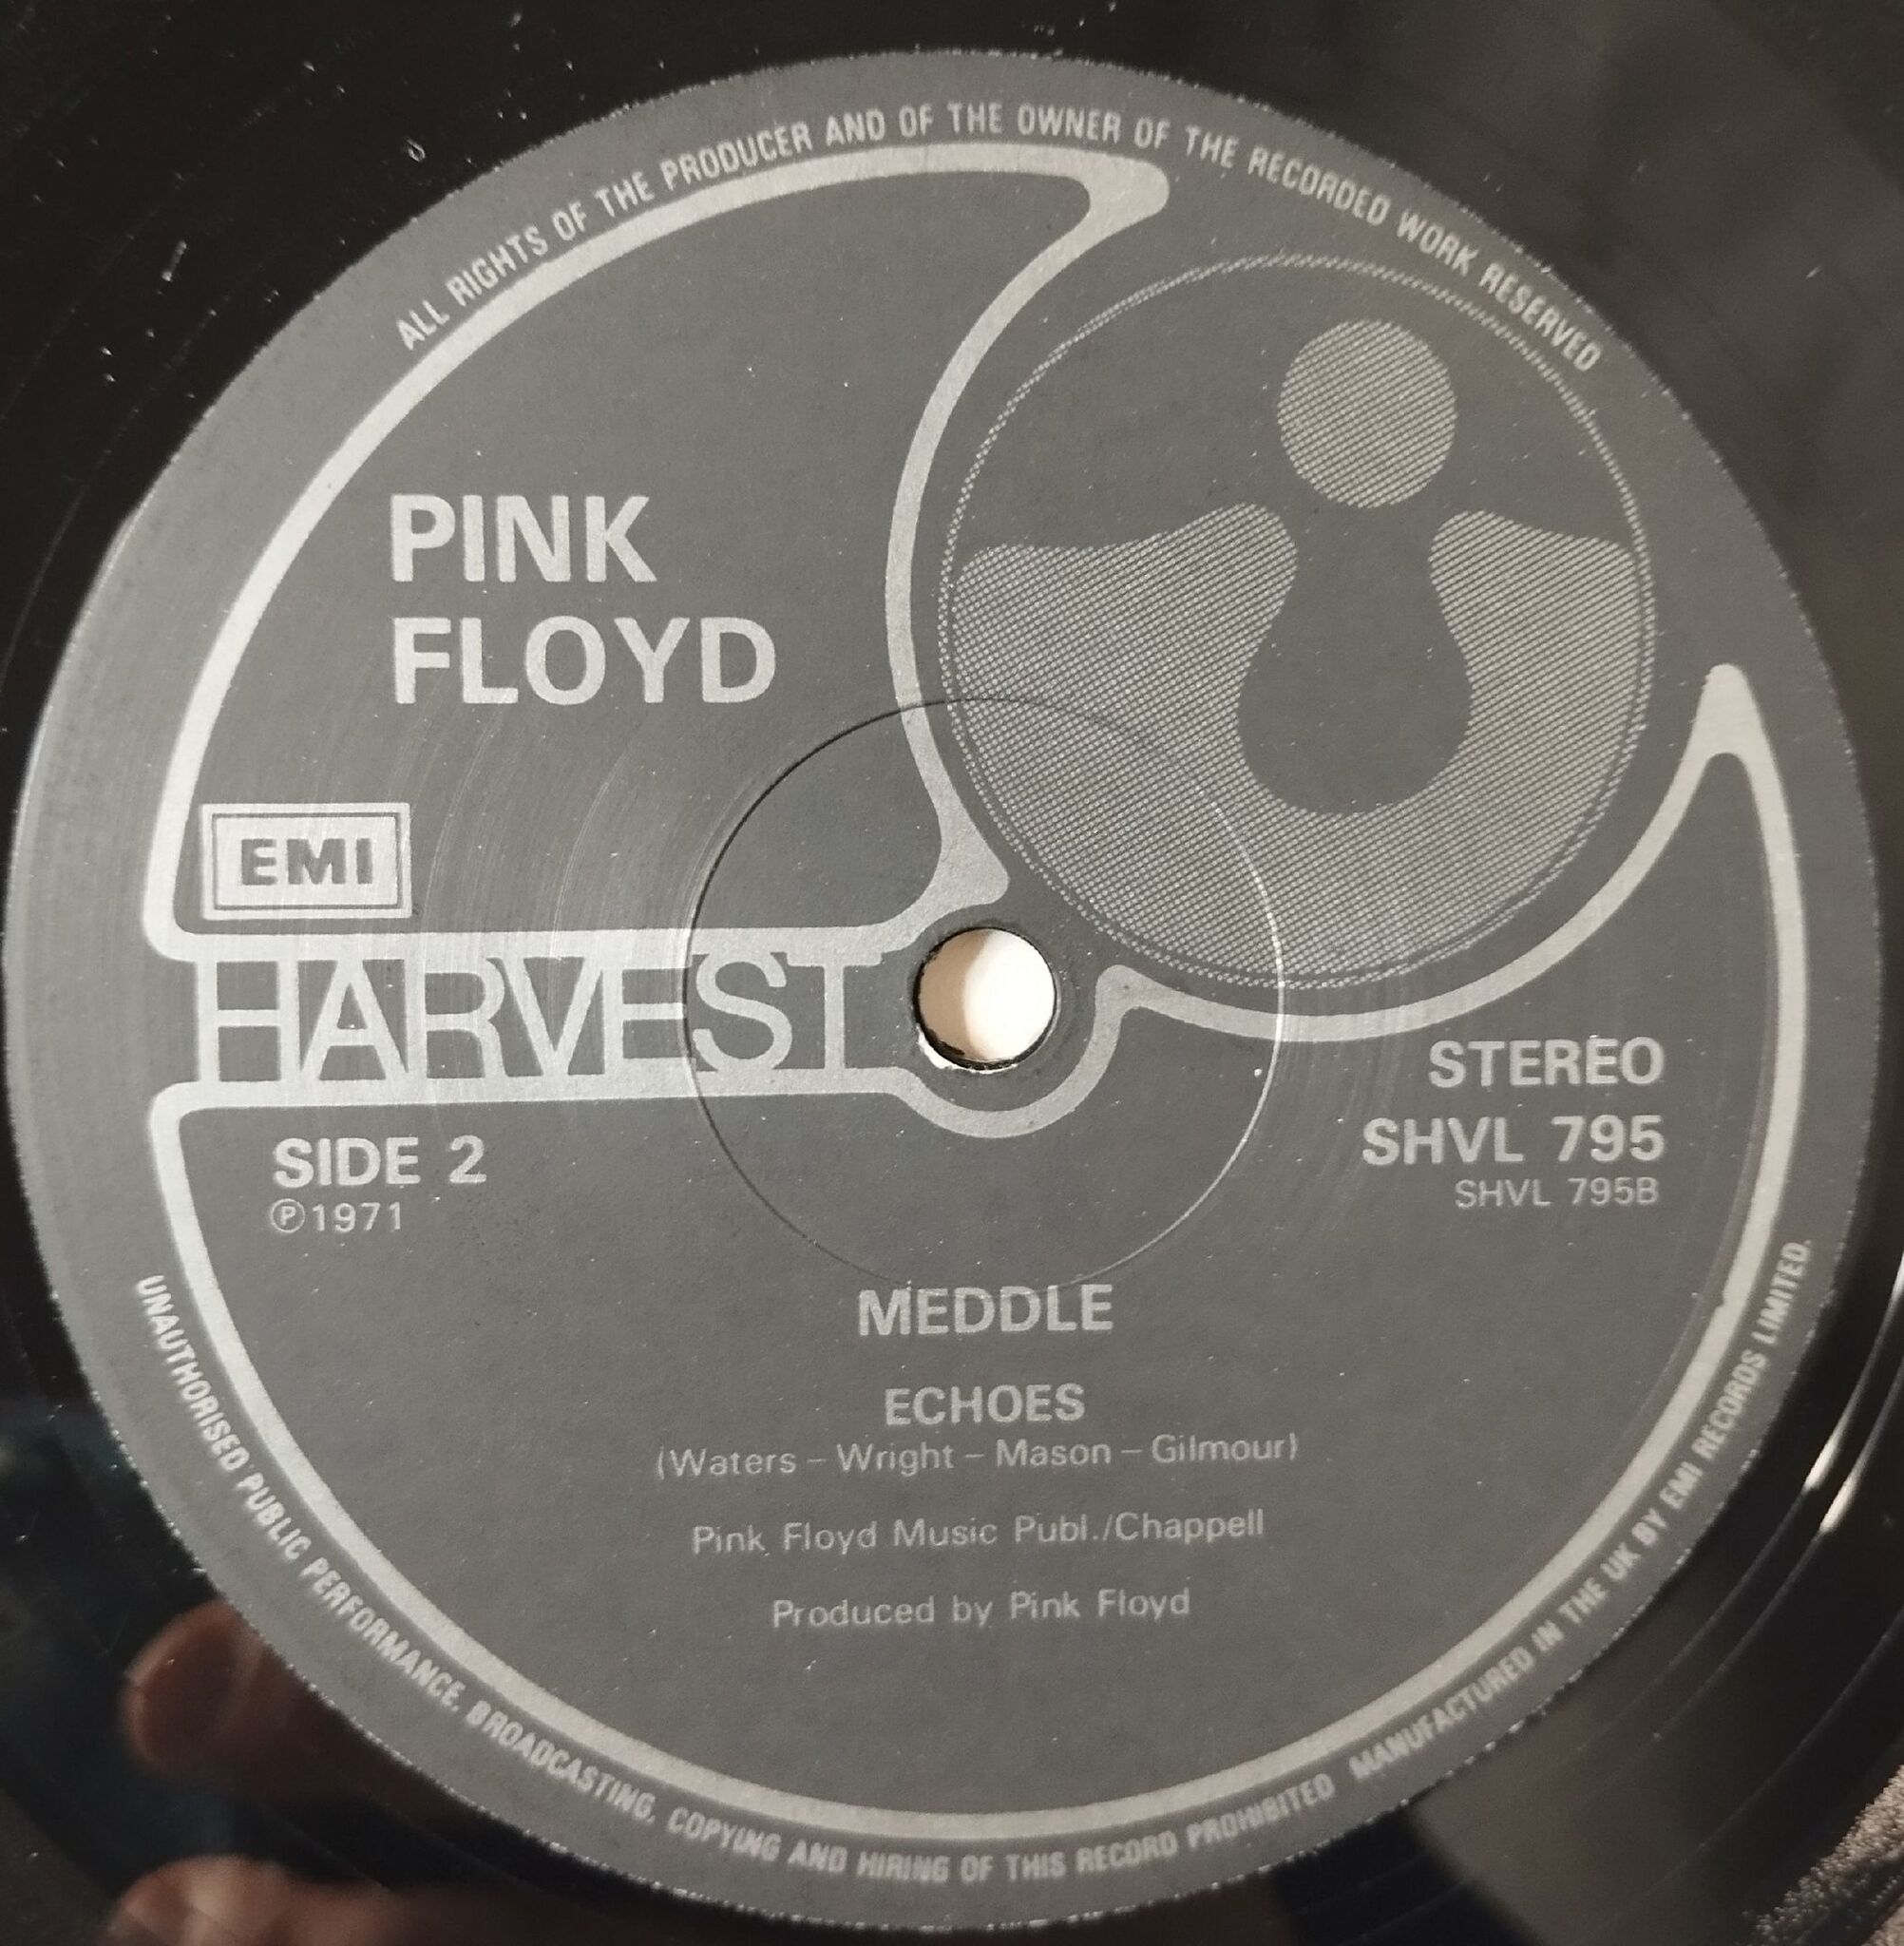 ALL RIGHTS OF THE PRODUCER AND OF THE OWNER OF THE RECORDED WORK RESERVED
PINK
FLOYD
EMI
HARVEST
STEREO
SHVL 795
SHVL 795B
SIDE 2
Ⓟ1971
MEDDLE
ECHOES
(Waters – Wright – Mason – Gilmour)
Pink Floyd Music Publ./Chappell
Produced by Pink Floyd
UNAUTHORISED PUBLIC PERFORMANCE, BROADCASTING, COPYING AND HIRING OF THIS RECORD PROHIBITED MANUFACTURED IN THE UK BY EMI RECORDS LIMITED.